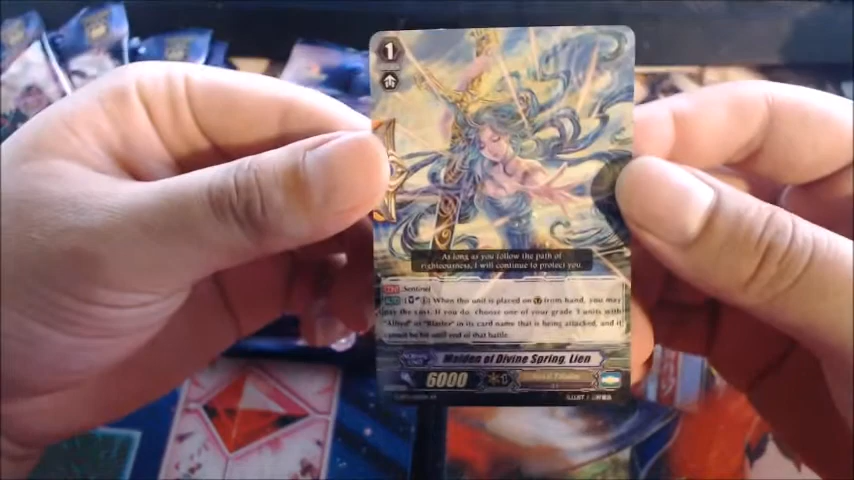 1
As long as you follow the path of
righteousness, I will continue to protect you.
Sentinel
When this unit is placed on from hand, you may
pay the cost. If you do, choose one of your grade 3 units with
"Alfred" or "Blaster" in its card name that is being attacked, and it
cannot be hit until end of that battle.
Maiden of Divine Spring, Lien
6000